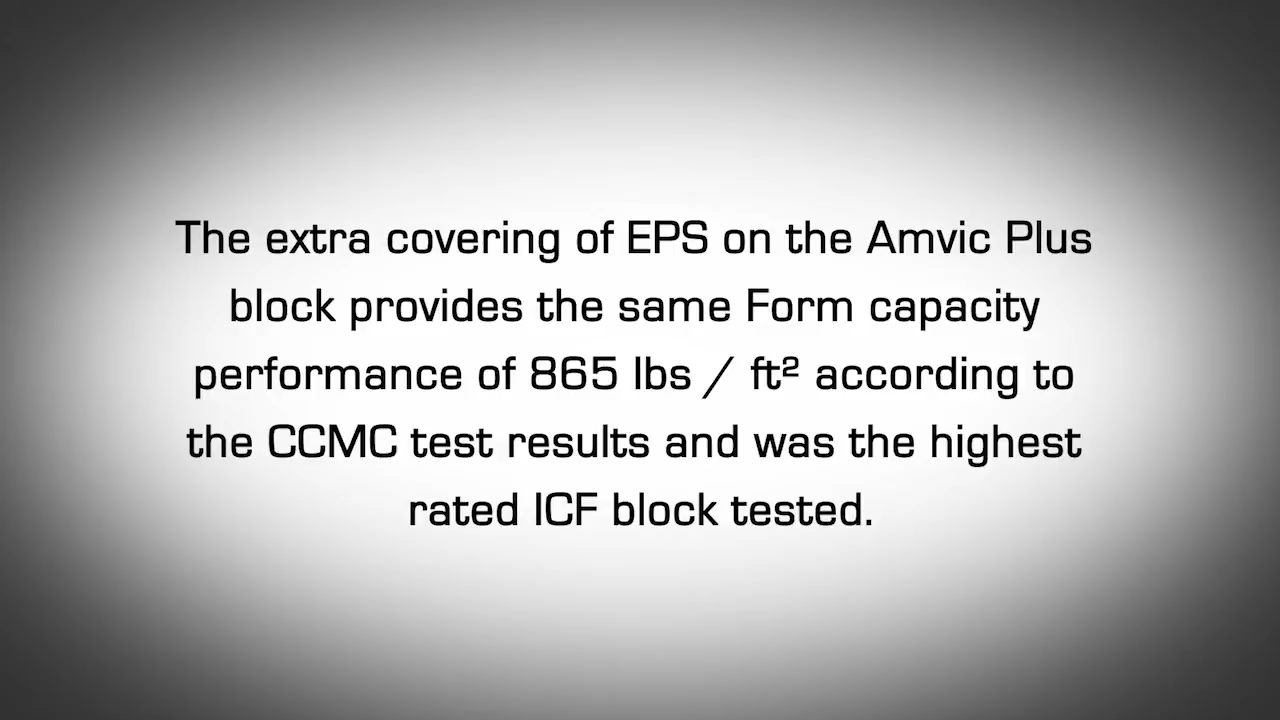 The extra covering of EPS on the Amvic Plus
block provides the same Form capacity
performance of 865 lbs / ft² according to
the CCMC test results and was the highest
rated ICF block tested.